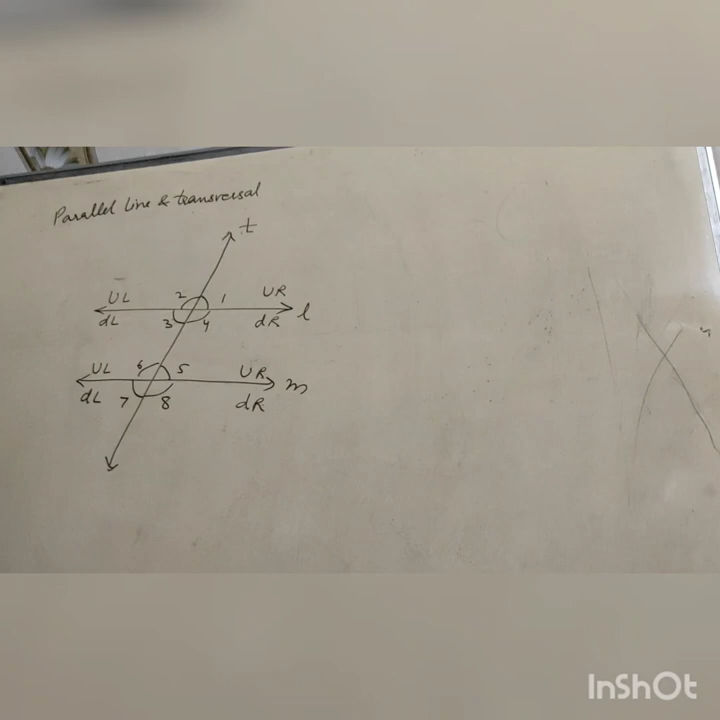 Parallel line & transversal
t
UL 2 1 UR
dL 3 4 dR l
UL 6 5 UR
dL 7 8 dR m
InShOt